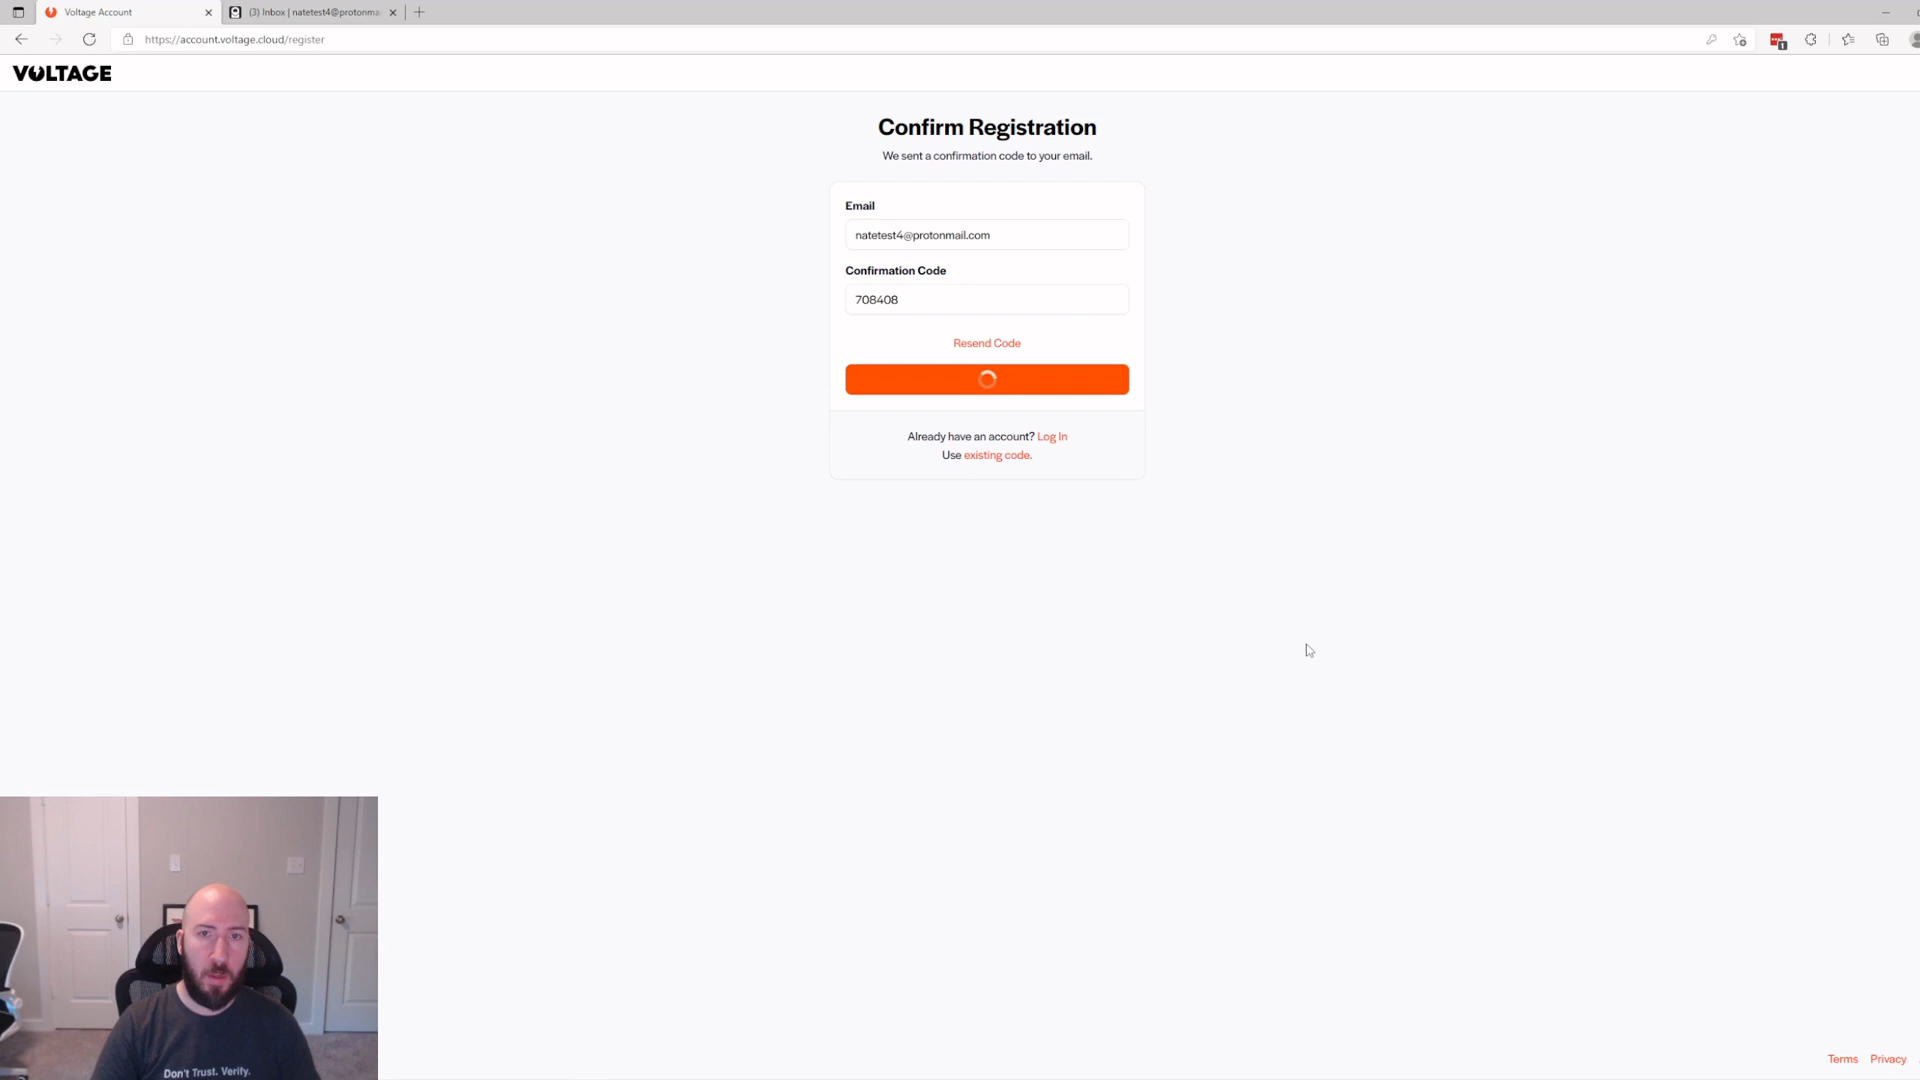 Voltage Account
(3) Inbox | natetest4@protonma
https://account.voltage.cloud/register
1
VOLTAGE
Confirm Registration
We sent a confirmation code to your email.
Email
natetest4@protonmail.com
Confirmation Code
708408
Resend Code
Already have an account? Log In
Use existing code.
Don't Trust. Verify.
Terms Privacy